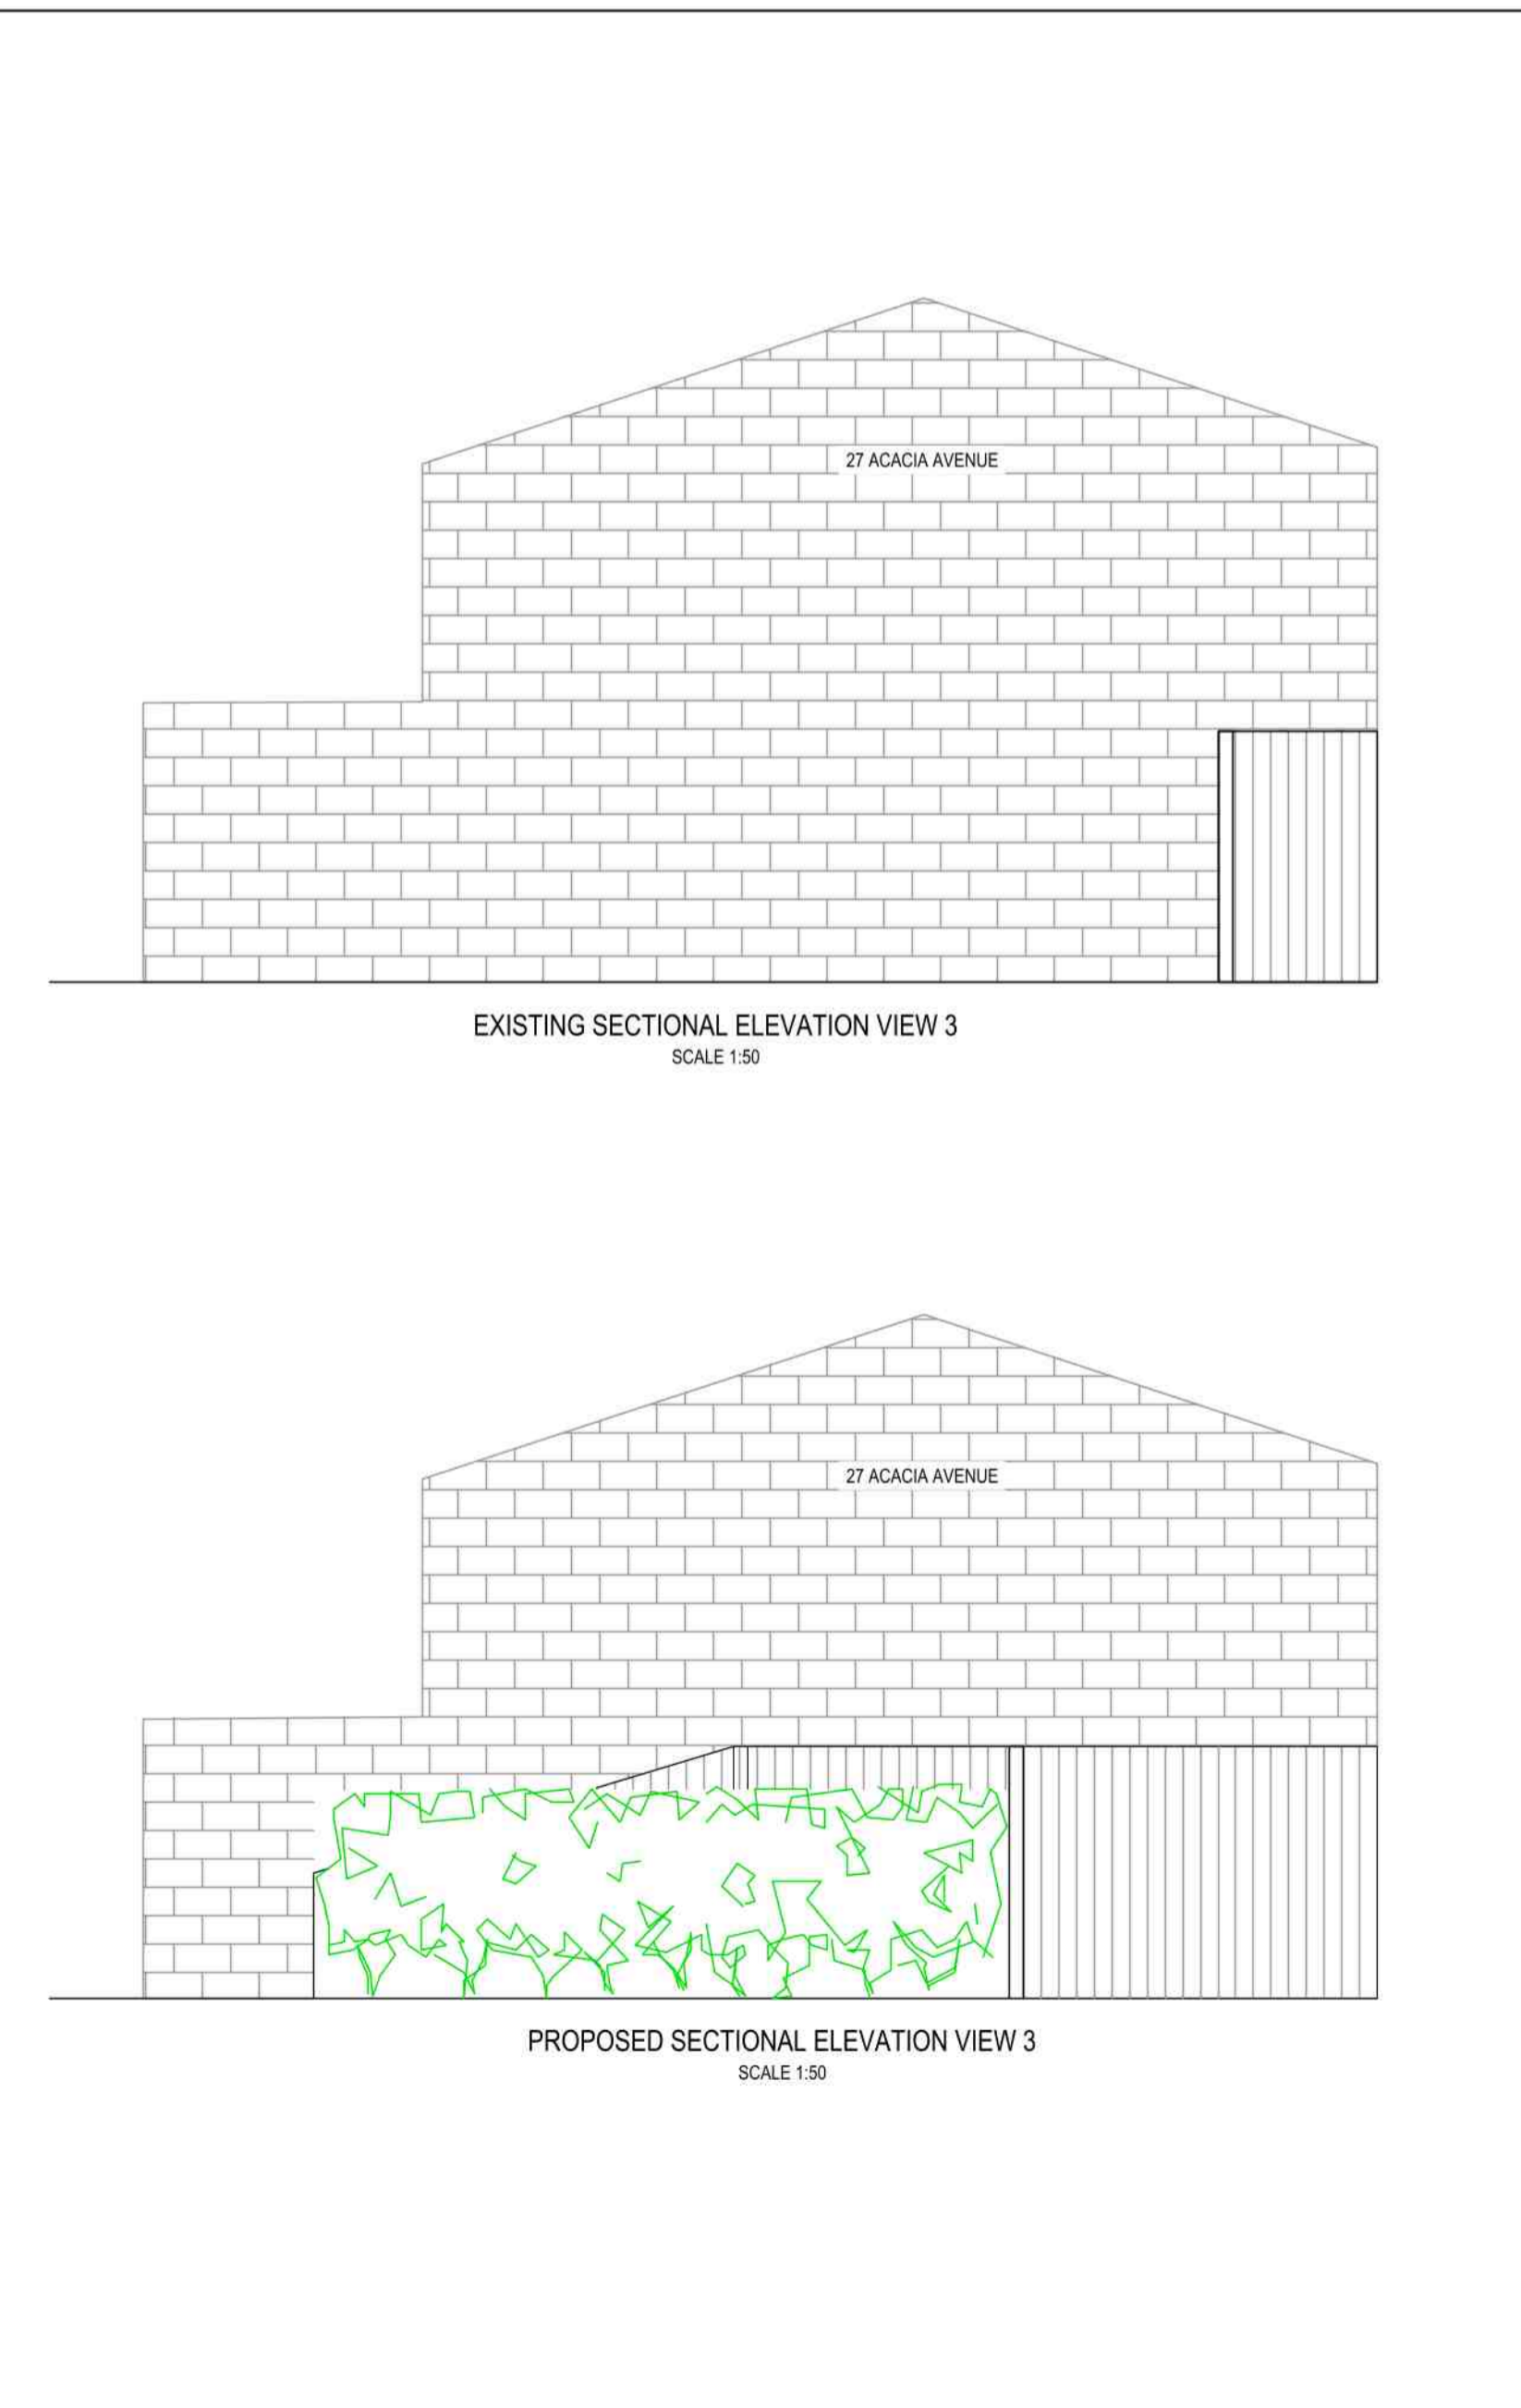 27 ACACIA AVENUE
EXISTING SECTIONAL ELEVATION VIEW 3
SCALE 1:50
27 ACACIA AVENUE
PROPOSED SECTIONAL ELEVATION VIEW 3
SCALE 1:50